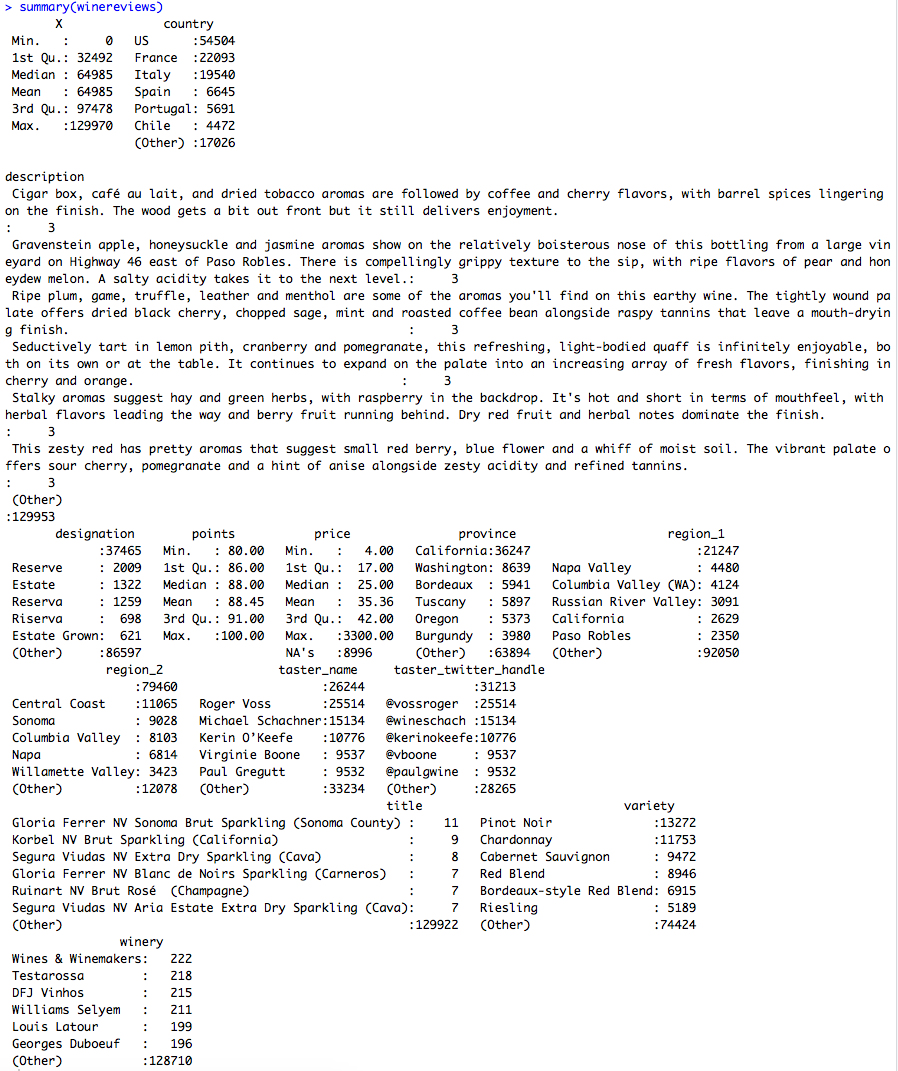 > summary(winereviews)
       X             country
 Min.   :     0   US      :54504
 1st Qu.: 32492   France  :22093
 Median : 64985   Italy   :19540
 Mean   : 64985   Spain   : 6645
 3rd Qu.: 97478   Portugal: 5691
 Max.   :129970   Chile   : 4472
                  (Other) :17026
description
 Cigar box, café au lait, and dried tobacco aromas are followed by coffee and cherry flavors, with barrel spices lingering
on the finish. The wood gets a bit out front but it still delivers enjoyment.
:     3
 Gravenstein apple, honeysuckle and jasmine aromas show on the relatively boisterous nose of this bottling from a large vin
eyard on Highway 46 east of Paso Robles. There is compellingly grippy texture to the sip, with ripe flavors of pear and hon
eydew melon. A salty acidity takes it to the next level.:     3
 Ripe plum, game, truffle, leather and menthol are some of the aromas you'll find on this earthy wine. The tightly wound pa
late offers dried black cherry, chopped sage, mint and roasted coffee bean alongside raspy tannins that leave a mouth-dryin
g finish.                                             :     3
 Seductively tart in lemon pith, cranberry and pomegranate, this refreshing, light-bodied quaff is infinitely enjoyable, bo
th on its own or at the table. It continues to expand on the palate into an increasing array of fresh flavors, finishing in
cherry and orange.                                    :     3
 Stalky aromas suggest hay and green herbs, with raspberry in the backdrop. It's hot and short in terms of mouthfeel, with
herbal flavors leading the way and berry fruit running behind. Dry red fruit and herbal notes dominate the finish.
:     3
 This zesty red has pretty aromas that suggest small red berry, blue flower and a whiff of moist soil. The vibrant palate o
ffers sour cherry, pomegranate and a hint of anise alongside zesty acidity and refined tannins.
:     3
 (Other)
:129953
       designation        points           price                province                     region_1
             :37465   Min.   : 80.00   Min.   :   4.00   California:36247                      :21247
 Reserve     : 2009   1st Qu.: 86.00   1st Qu.:  17.00   Washington: 8639   Napa Valley         : 4480
 Estate      : 1322   Median : 88.00   Median :  25.00   Bordeaux  : 5941   Columbia Valley (WA): 4124
 Reserva     : 1259   Mean   : 88.45   Mean   :  35.36   Tuscany   : 5897   Russian River Valley: 3091
 Riserva     :  698   3rd Qu.: 91.00   3rd Qu.:  42.00   Oregon    : 5373   California          : 2629
 Estate Grown:  621   Max.   :100.00   Max.   :3300.00   Burgundy  : 3980   Paso Robles         : 2350
 (Other)     :86597                    NA's   :8996      (Other)   :63894   (Other)             :92050
             region_2               taster_name     taster_twitter_handle
                 :79460                   :26244               :31213
 Central Coast    :11065   Roger Voss       :25514   @vossroger  :25514
 Sonoma           : 9028   Michael Schachner:15134   @wineschach :15134
 Columbia Valley  : 8103   Kerin O’Keefe    :10776   @kerinokeefe:10776
 Napa             : 6814   Virginie Boone   : 9537   @vboone     : 9537
 Willamette Valley: 3423   Paul Gregutt     : 9532   @paulgwine  : 9532
 (Other)          :12078   (Other)          :33234   (Other)     :28265
                                                   title                          variety
 Gloria Ferrer NV Sonoma Brut Sparkling (Sonoma County) :    11   Pinot Noir              :13272
 Korbel NV Brut Sparkling (California)                  :     9   Chardonnay              :11753
 Segura Viudas NV Extra Dry Sparkling (Cava)            :     8   Cabernet Sauvignon      : 9472
 Gloria Ferrer NV Blanc de Noirs Sparkling (Carneros)   :     7   Red Blend               : 8946
 Ruinart NV Brut Rosé  (Champagne)                      :     7   Bordeaux-style Red Blend: 6915
 Segura Viudas NV Aria Estate Extra Dry Sparkling (Cava):     7   Riesling                : 5189
 (Other)                                                :129922   (Other)                 :74424
               winery
 Wines & Winemakers:   222
 Testarossa        :   218
 DFJ Vinhos        :   215
 Williams Selyem   :   211
 Louis Latour      :   199
 Georges Duboeuf   :   196
 (Other)           :128710